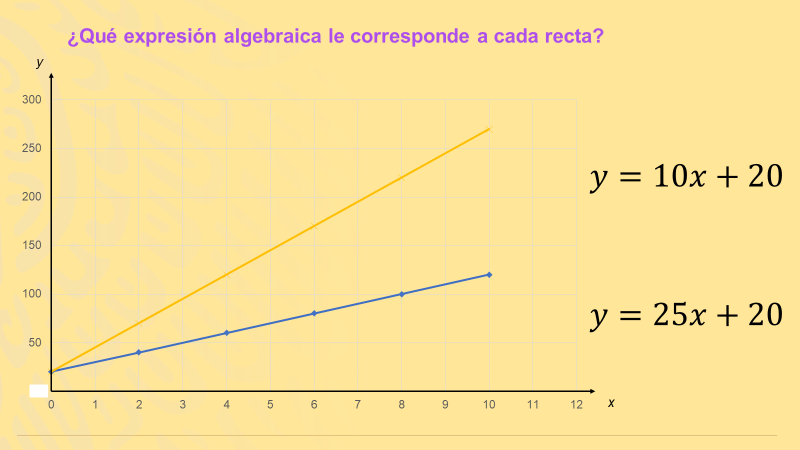 ¿Qué expresión algebraica le corresponde a cada recta?
y
300
250
200
150
100
50
0 1 2 3 4 5 6 7 8 9 10 11 12
x
y = 10x + 20
y = 25x + 20